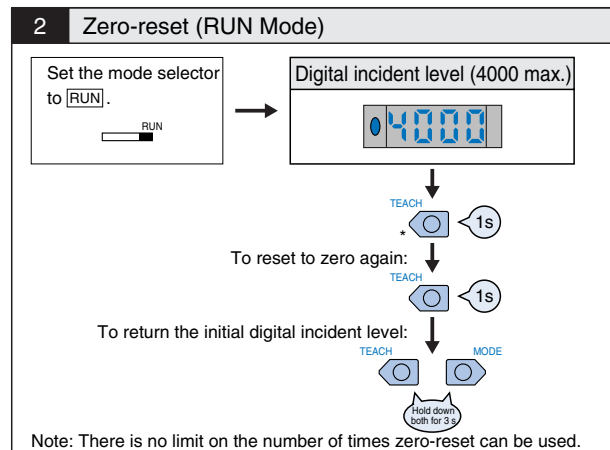 2 Zero-reset (RUN Mode)
Set the mode selector
to RUN.
RUN
Digital incident level (4000 max.)
4000
TEACH
* 1s
To reset to zero again:
TEACH
1s
To return the initial digital incident level:
TEACH MODE
Hold down
both for 3 s
Note: There is no limit on the number of times zero-reset can be used.